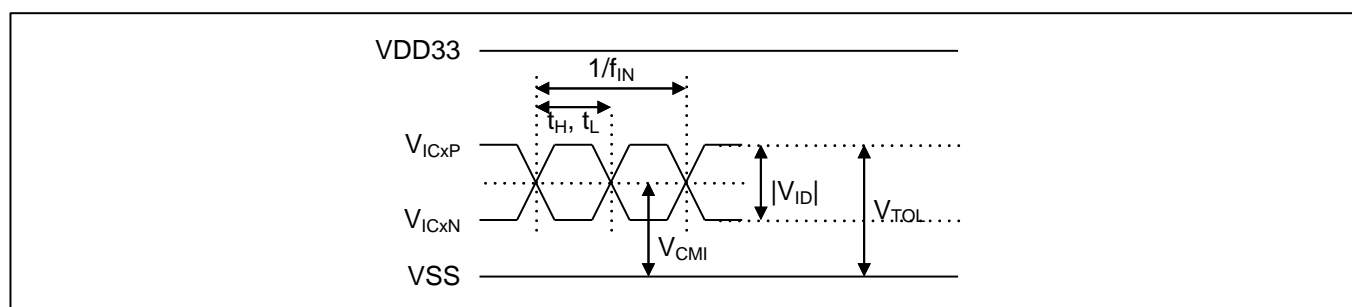 VDD33
1/fIN
tH, tL
VICxP
|VID|
VTOL
VICxN
VCMI
VSS